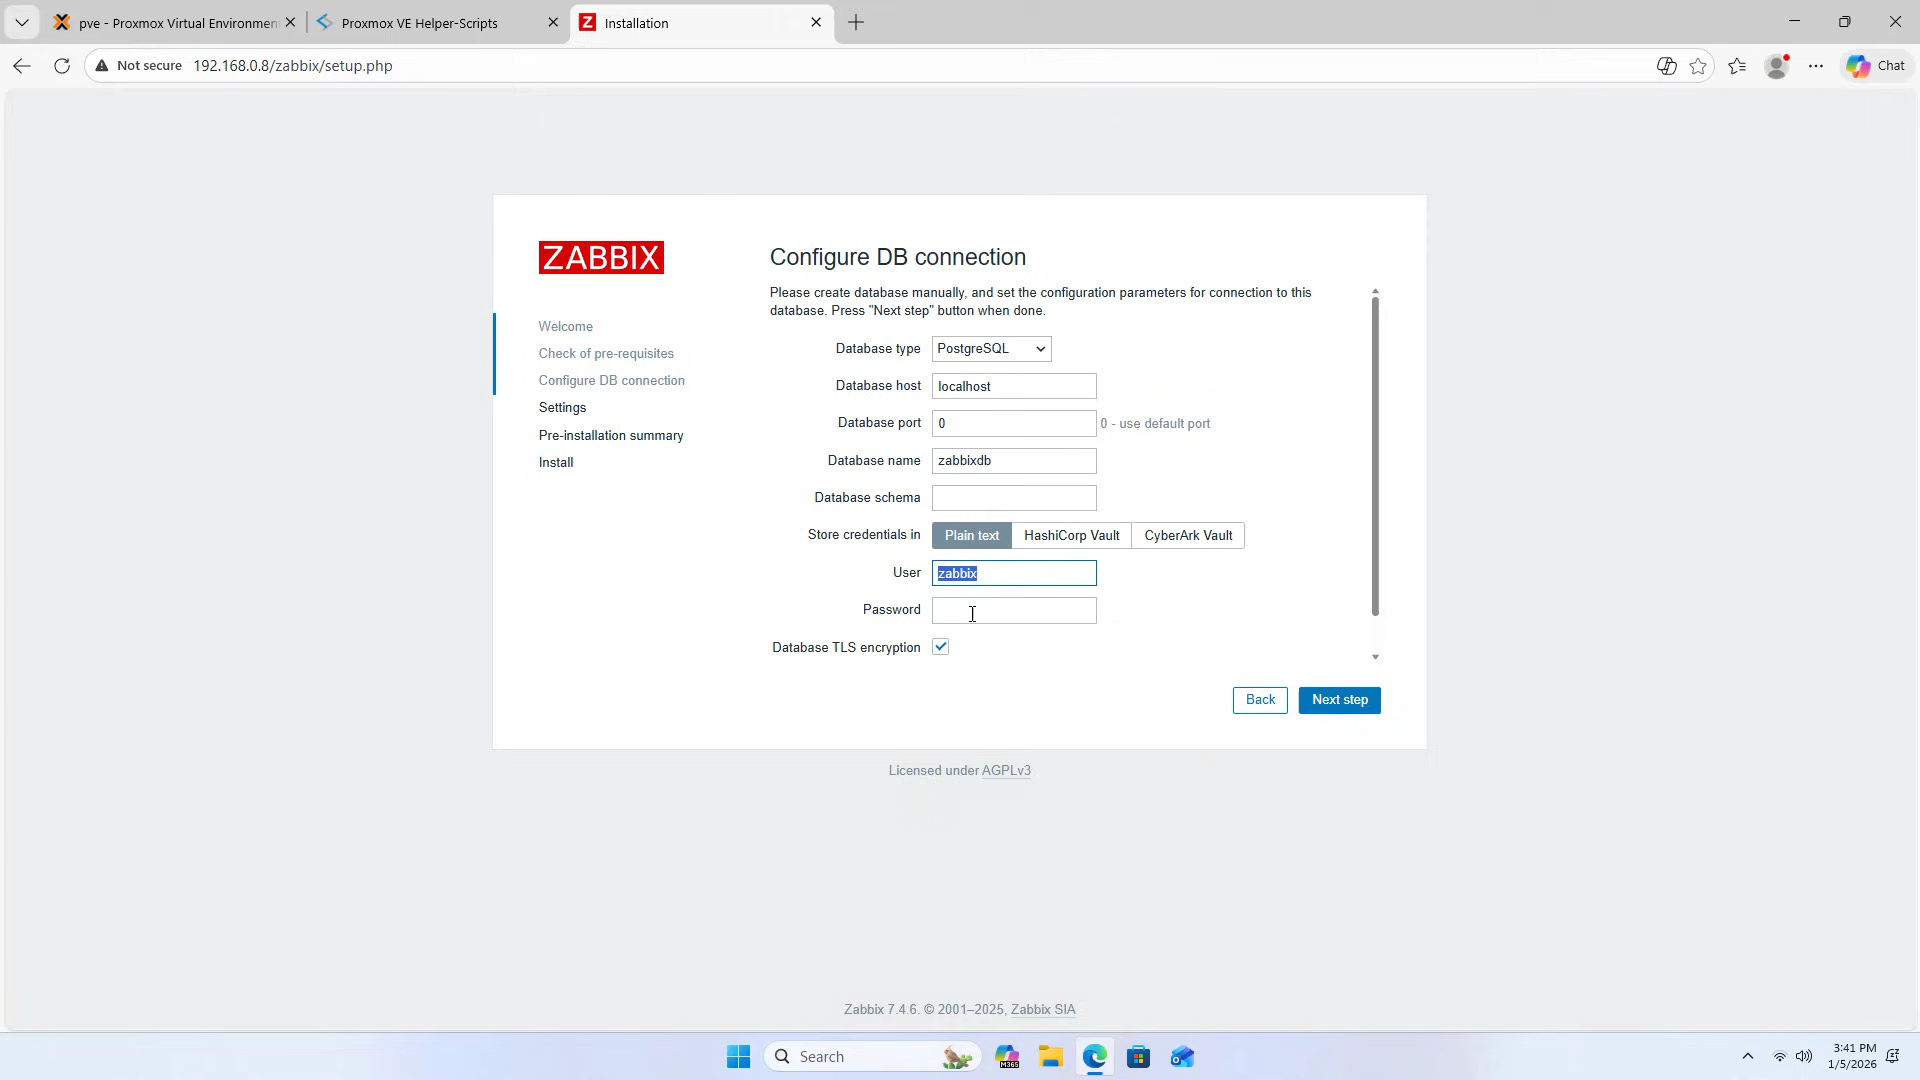 pve - Proxmox Virtual Environmen
Proxmox VE Helper-Scripts
Z Installation
Not secure 192.168.0.8/zabbix/setup.php
Chat
ZABBIX
Welcome
Check of pre-requisites
Configure DB connection
Settings
Pre-installation summary
Install
Configure DB connection
Please create database manually, and set the configuration parameters for connection to this
database. Press "Next step" button when done.
Database type PostgreSQL
Database host localhost
Database port 0 0 - use default port
Database name zabbixdb
Database schema
Store credentials in Plain text HashiCorp Vault CyberArk Vault
User zabbix
Password
Database TLS encryption
Back Next step
Licensed under AGPLv3
Zabbix 7.4.6. © 2001–2025, Zabbix SIA
Search
M365
3:41 PM
1/5/2026